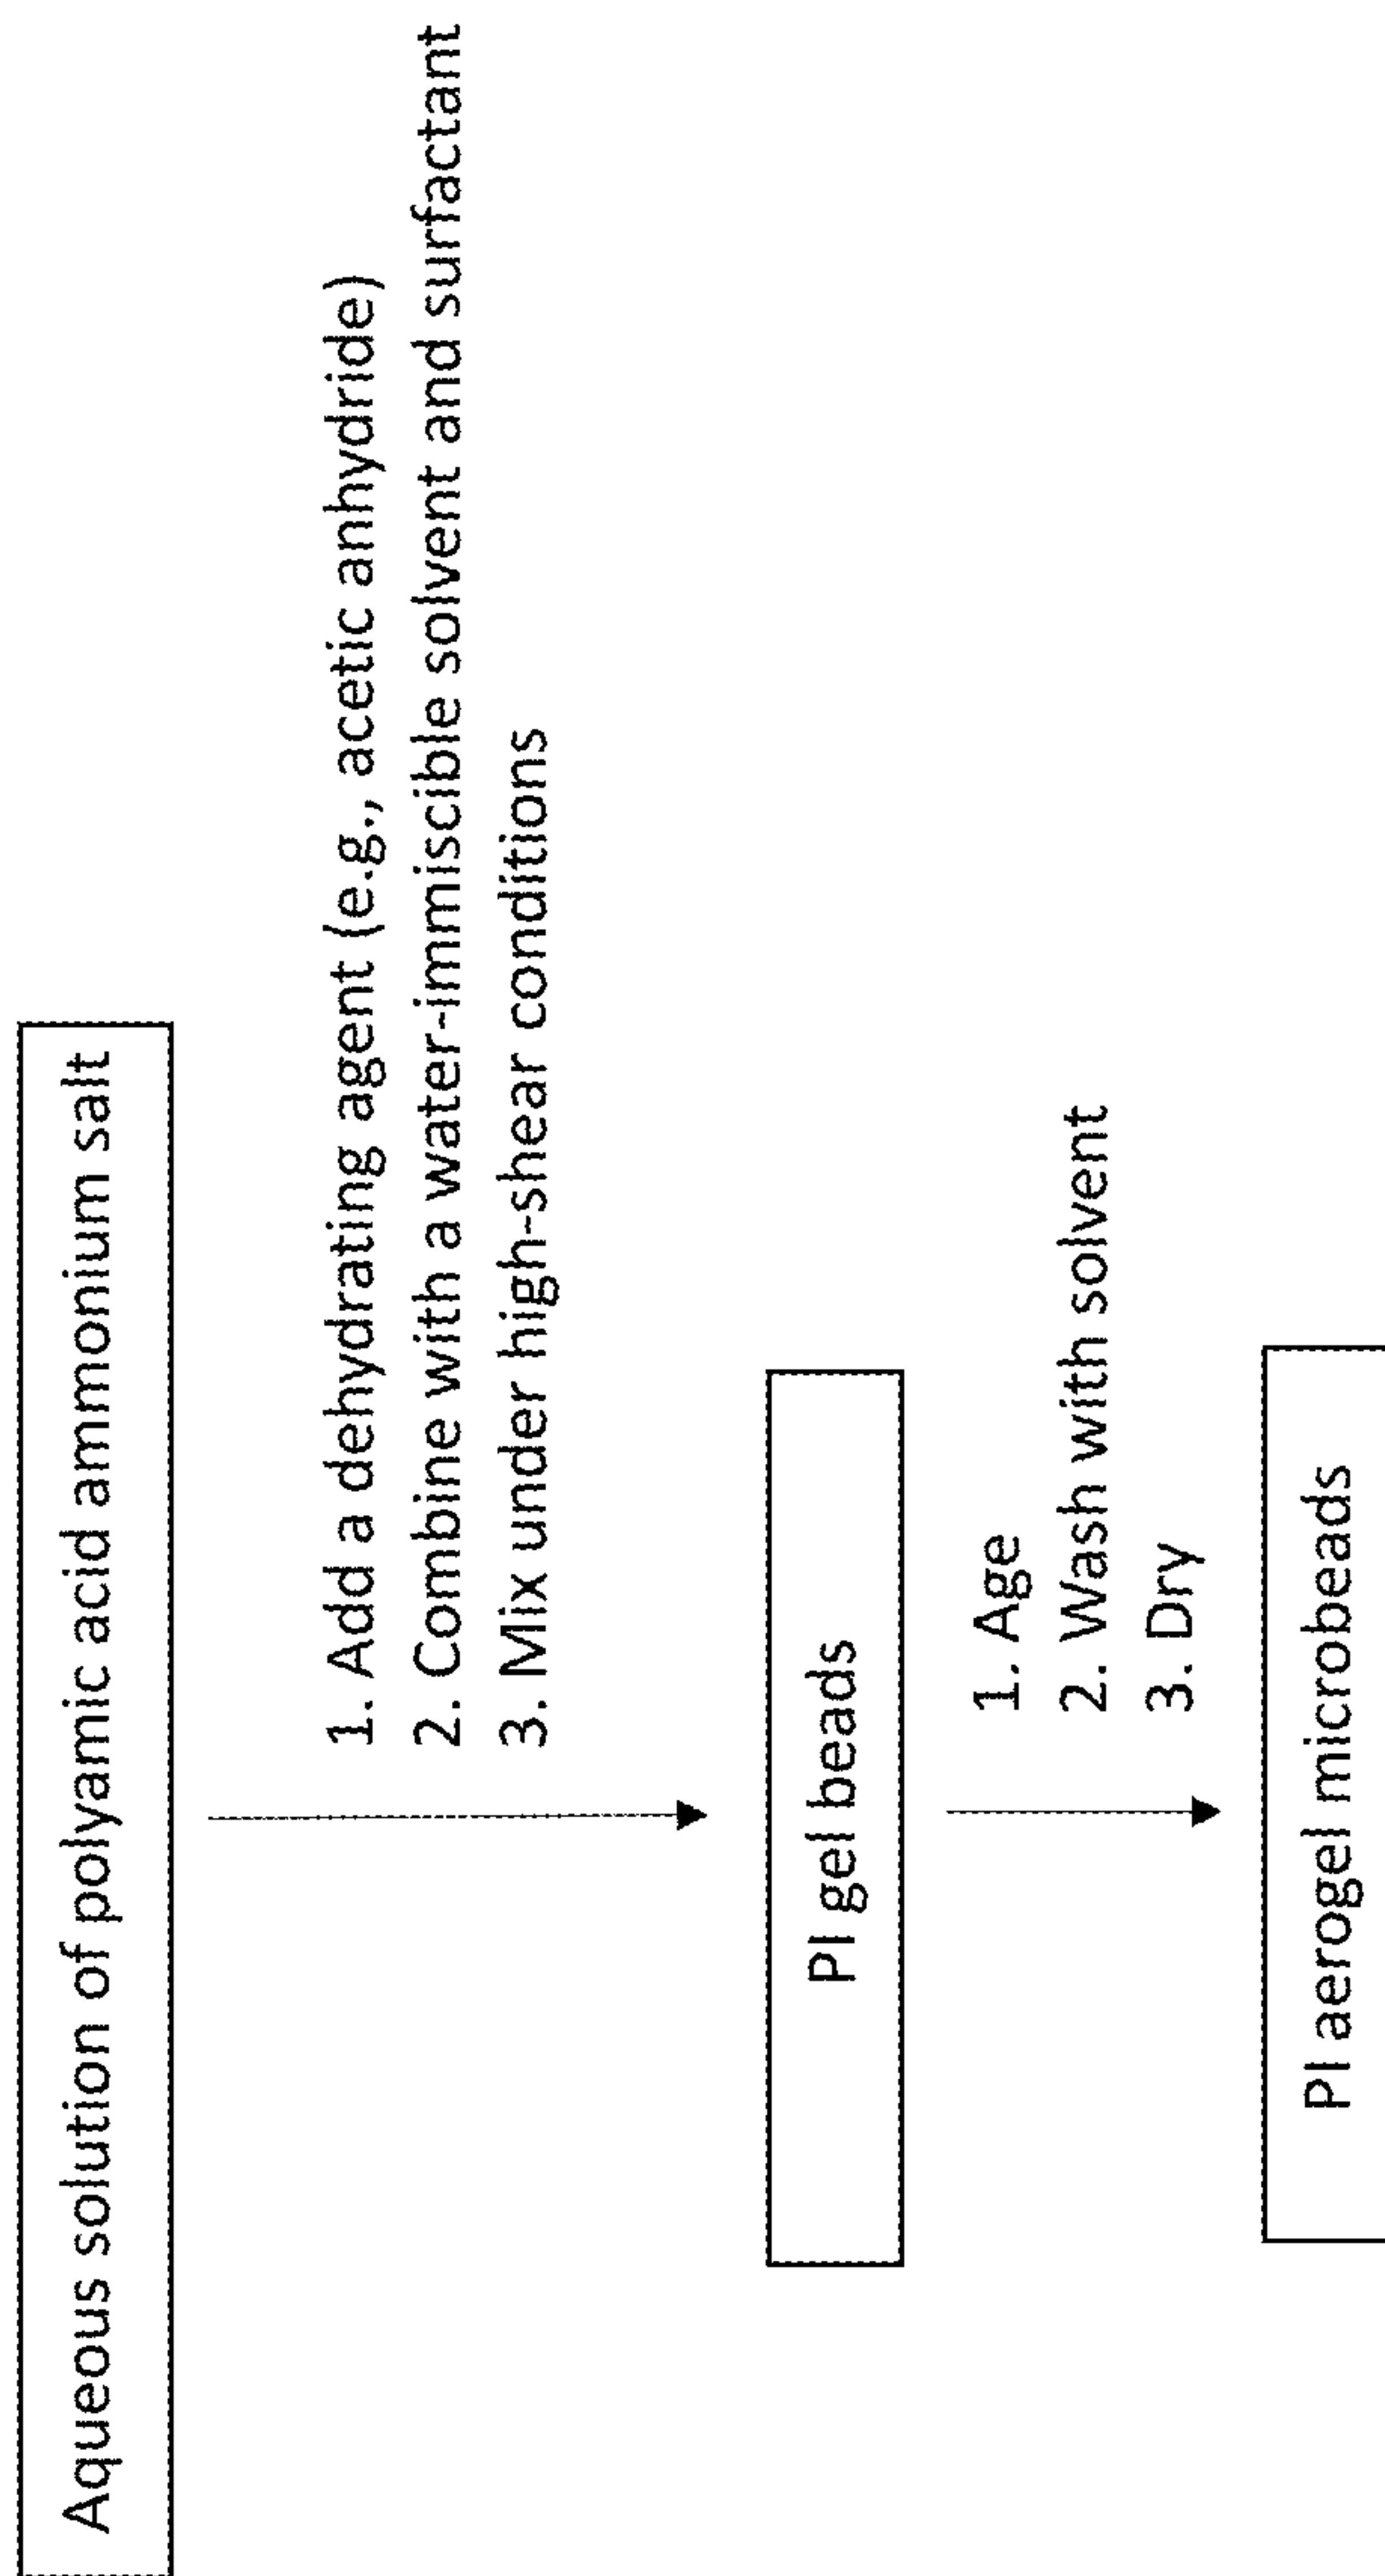 Aqueous solution of polyamic acid ammonium salt
1. Add a dehydrating agent (e.g., acetic anhydride)
2. Combine with a water-immiscible solvent and surfactant
3. Mix under high-shear conditions
PI gel beads
1. Age
2. Wash with solvent
3. Dry
PI aerogel microbeads